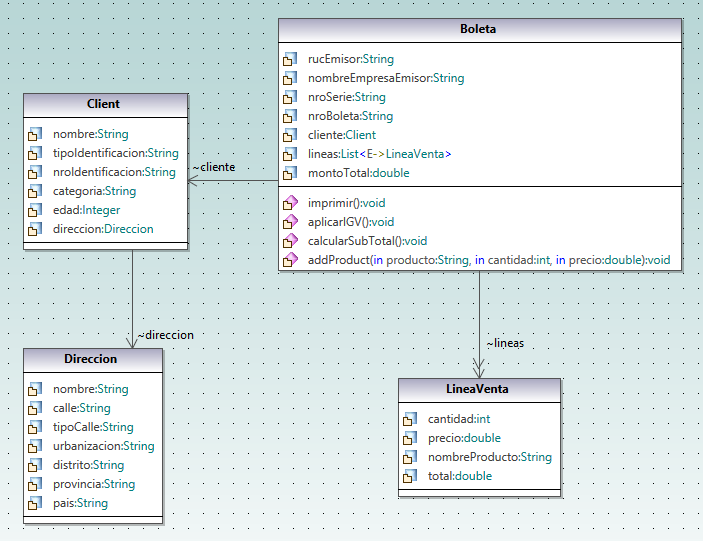 Boleta
rucEmisor:String
nombreEmpresaEmisor:String
nroSerie:String
nroBoleta:String
cliente:Client
lineas:List<E->LineaVenta>
montoTotal:double
imprimir():void
aplicarIGV():void
calcularSubTotal():void
addProduct(in producto:String, in cantidad:int, in precio:double):void
Client
nombre:String
tipoIdentificacion:String
nroIdentificacion:String
categoria:String
edad:Integer
direccion:Direccion
~cliente
~direccion
~lineas
Direccion
nombre:String
calle:String
tipoCalle:String
urbanizacion:String
distrito:String
provincia:String
pais:String
LineaVenta
cantidad:int
precio:double
nombreProducto:String
total:double